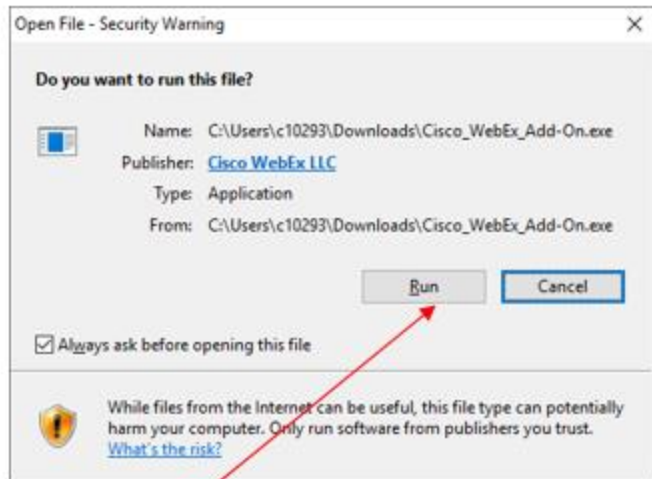 Open File - Security Warning
Do you want to run this file?
Name: C:\Users\c10293\Downloads\Cisco_WebEx_Add-On.exe
Publisher: Cisco WebEx LLC
Type: Application
From: C:\Users\c10293\Downloads\Cisco_WebEx_Add-On.exe
Run Cancel
Always ask before opening this file
While files from the Internet can be useful, this file type can potentially
harm your computer. Only run software from publishers you trust.
What's the risk?